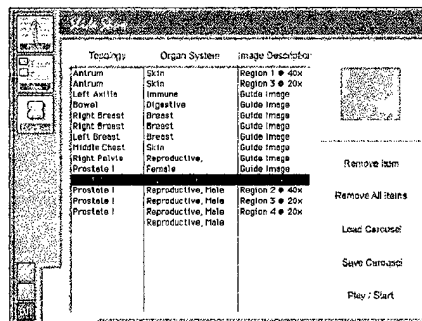 Topology Organ System Image Description
Antrum Skin Region 1 @ 40x
Antrum Skin Region 3 @ 20x
Left Axilla Immune Guide Image
Bowel Digestive Guide Image
Right Breast Breast Guide Image
Right Breast Breast Guide Image
Left Breast Breast Guide Image
Middle Chest Skin Guide Image
Right Pelvis Reproductive, Guide Image
Prostate I Female Guide Image
Prostate I Reproductive, Male Region 2 @ 40x
Prostate I Reproductive, Male Region 3 @ 20x
Prostate I Reproductive, Male Region 4 @ 20x
Reproductive, Male
Remove Item
Remove All Items
Load Carousel
Save Carousel
Play / Start